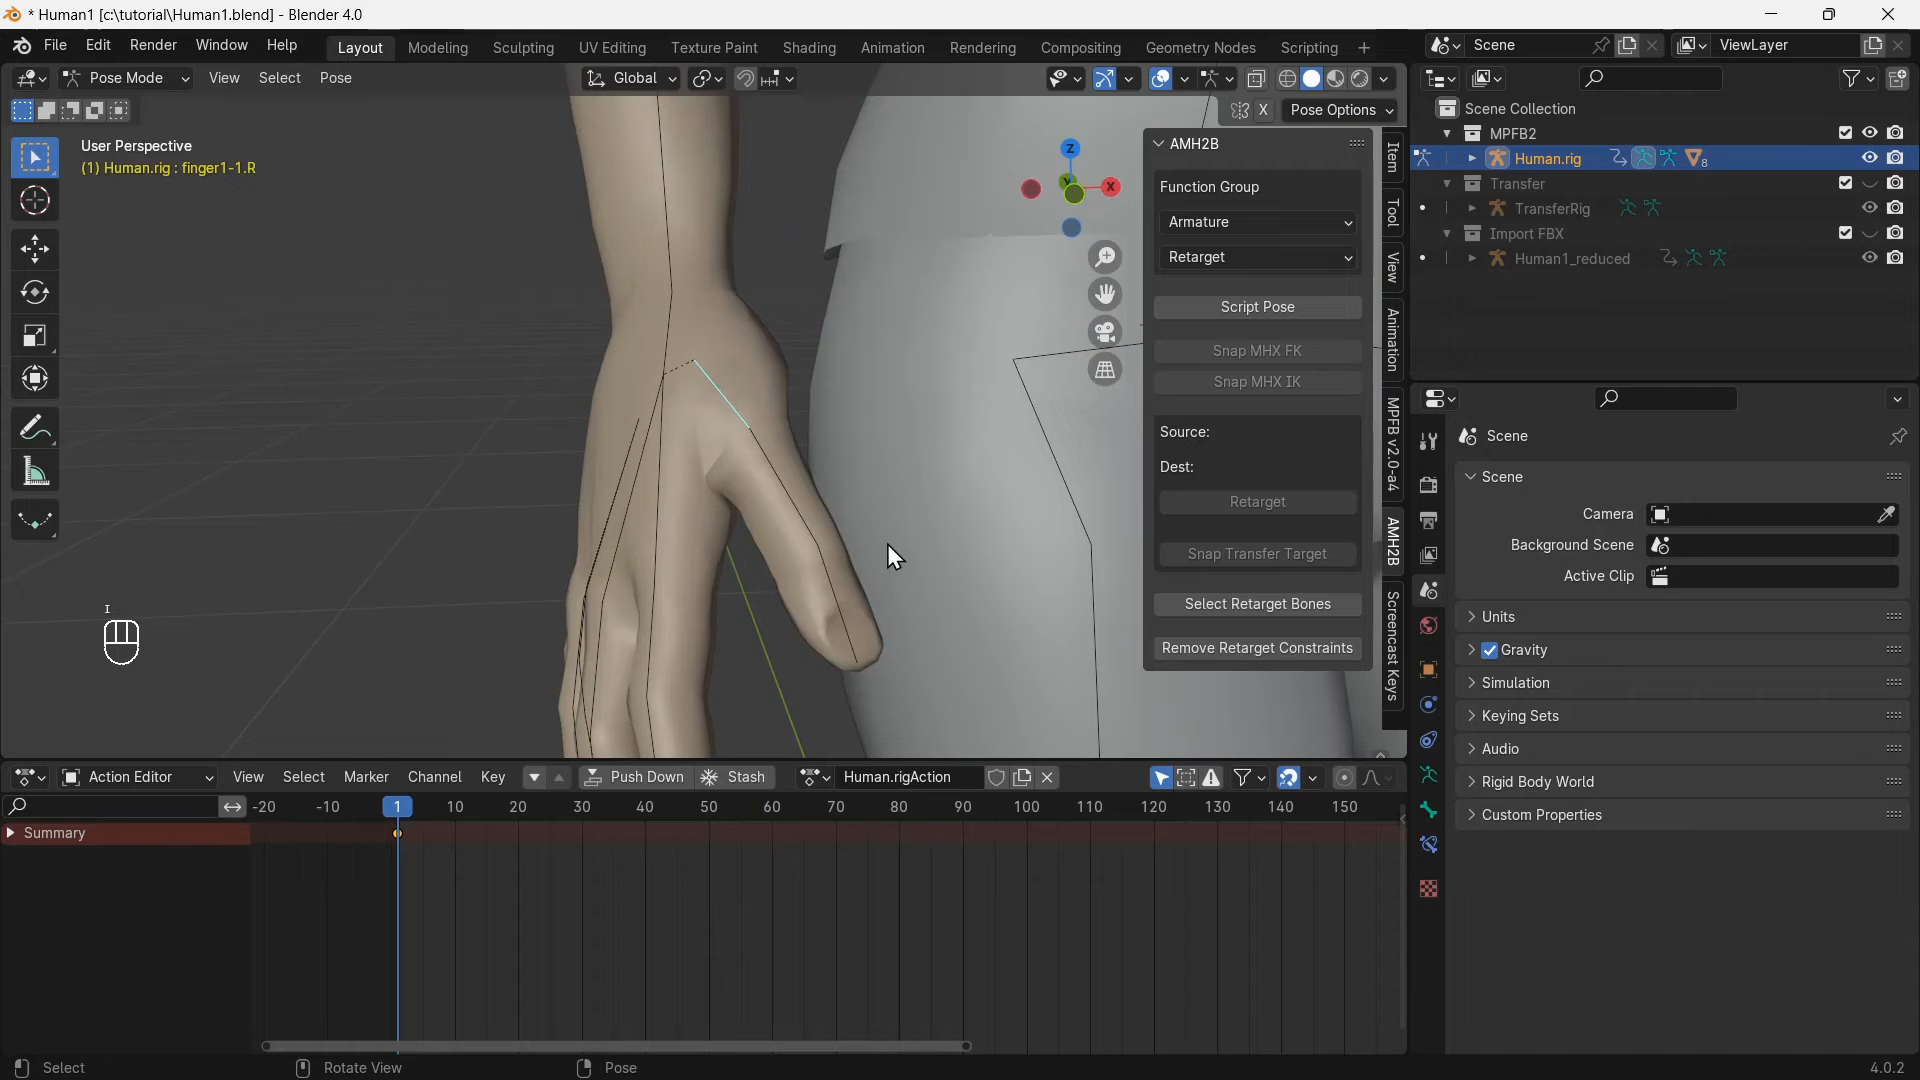 * Human1 [c:\tutorial\Human1.blend] - Blender 4.0
File Edit Render Window Help Layout Modeling Sculpting UV Editing Texture Paint Shading Animation Rendering Compositing Geometry Nodes Scripting + Scene ViewLayer
Pose Mode View Select Pose Global
X Pose Options
User Perspective
(1) Human.rig : finger1-1.R
Z
Y
X
AMH2B
Function Group
Armature
Retarget
Script Pose
Snap MHX FK
Snap MHX IK
Source:
Dest:
Retarget
Snap Transfer Target
Select Retarget Bones
Remove Retarget Constraints
Item
Tool
View
Animation
MPFB v2.0-a4
AMH2B
Screencast Keys
I
Scene Collection
MPFB2
Human.rig 8
Transfer
TransferRig
Import FBX
Human1_reduced
Scene
Scene
Camera
Background Scene
Active Clip
Units
Gravity
Simulation
Keying Sets
Audio
Rigid Body World
Custom Properties
Action Editor View Select Marker Channel Key Push Down Stash Human.rigAction
-20 -10 1 10 20 30 40 50 60 70 80 90 100 110 120 130 140 150
Summary
Select Rotate View Pose 4.0.2